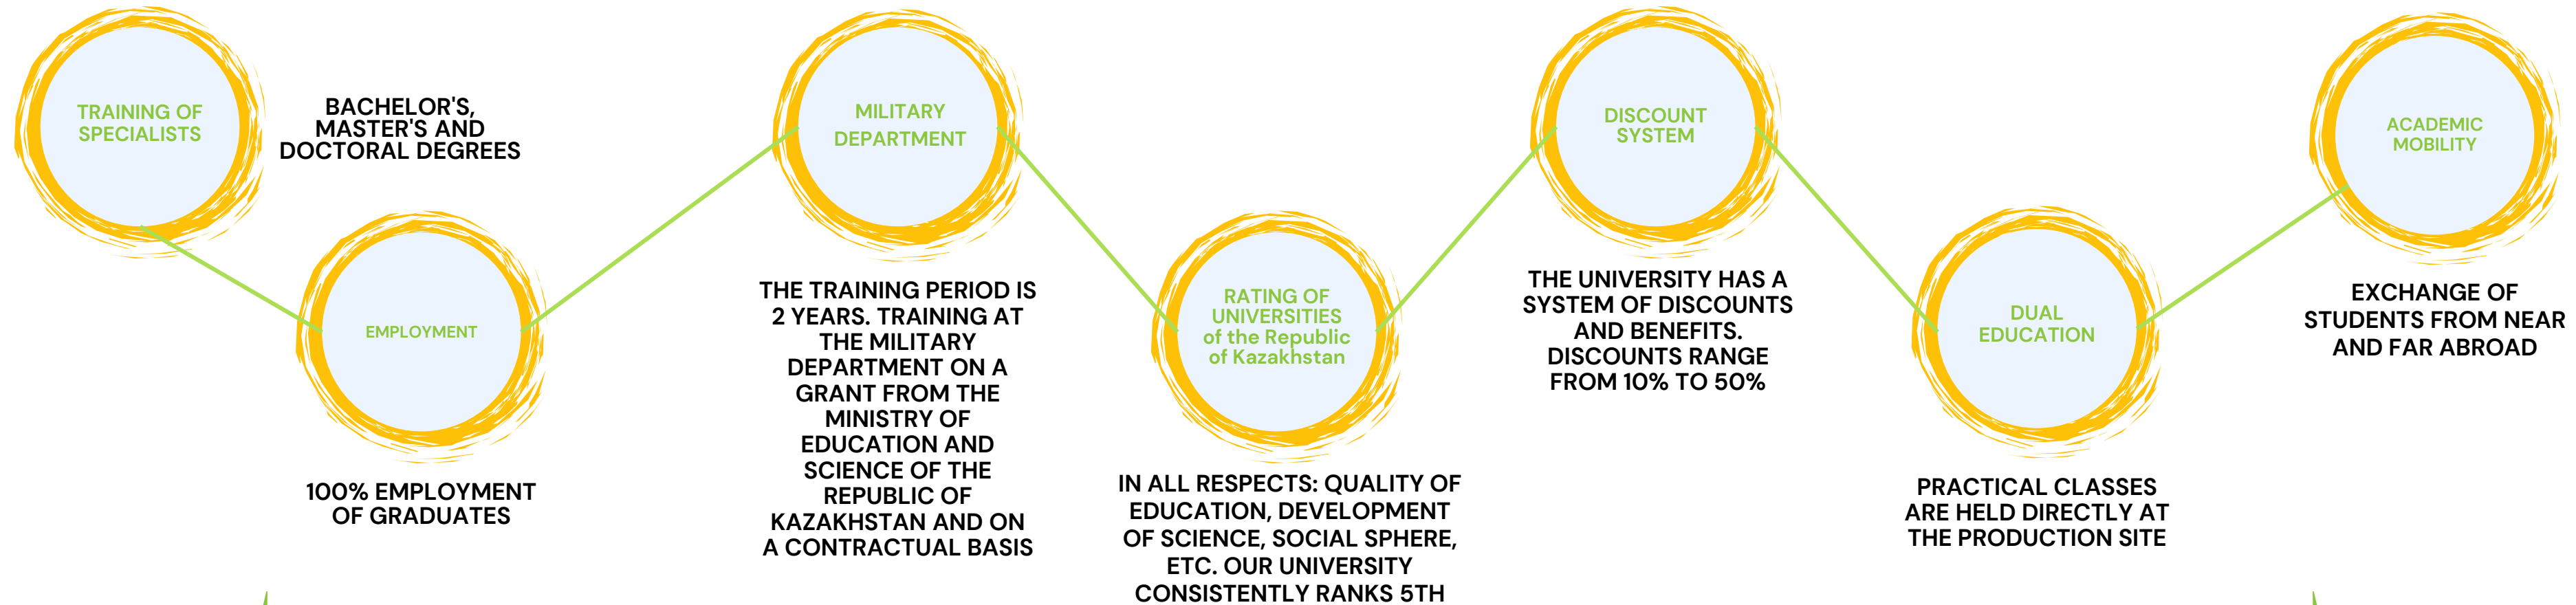 TRAINING OF
SPECIALISTS
BACHELOR'S,
MASTER'S AND
DOCTORAL DEGREES
EMPLOYMENT
100% EMPLOYMENT
OF GRADUATES
MILITARY
DEPARTMENT
THE TRAINING PERIOD IS
2 YEARS. TRAINING AT
THE MILITARY
DEPARTMENT ON A
GRANT FROM THE
MINISTRY OF
EDUCATION AND
SCIENCE OF THE
REPUBLIC OF
KAZAKHSTAN AND ON
A CONTRACTUAL BASIS
RATING OF
UNIVERSITIES
of the Republic
of Kazakhstan
IN ALL RESPECTS: QUALITY OF
EDUCATION, DEVELOPMENT
OF SCIENCE, SOCIAL SPHERE,
ETC. OUR UNIVERSITY
CONSISTENTLY RANKS 5TH
DISCOUNT
SYSTEM
THE UNIVERSITY HAS A
SYSTEM OF DISCOUNTS
AND BENEFITS.
DISCOUNTS RANGE
FROM 10% TO 50%
DUAL
EDUCATION
PRACTICAL CLASSES
ARE HELD DIRECTLY AT
THE PRODUCTION SITE
ACADEMIC
MOBILITY
EXCHANGE OF
STUDENTS FROM NEAR
AND FAR ABROAD